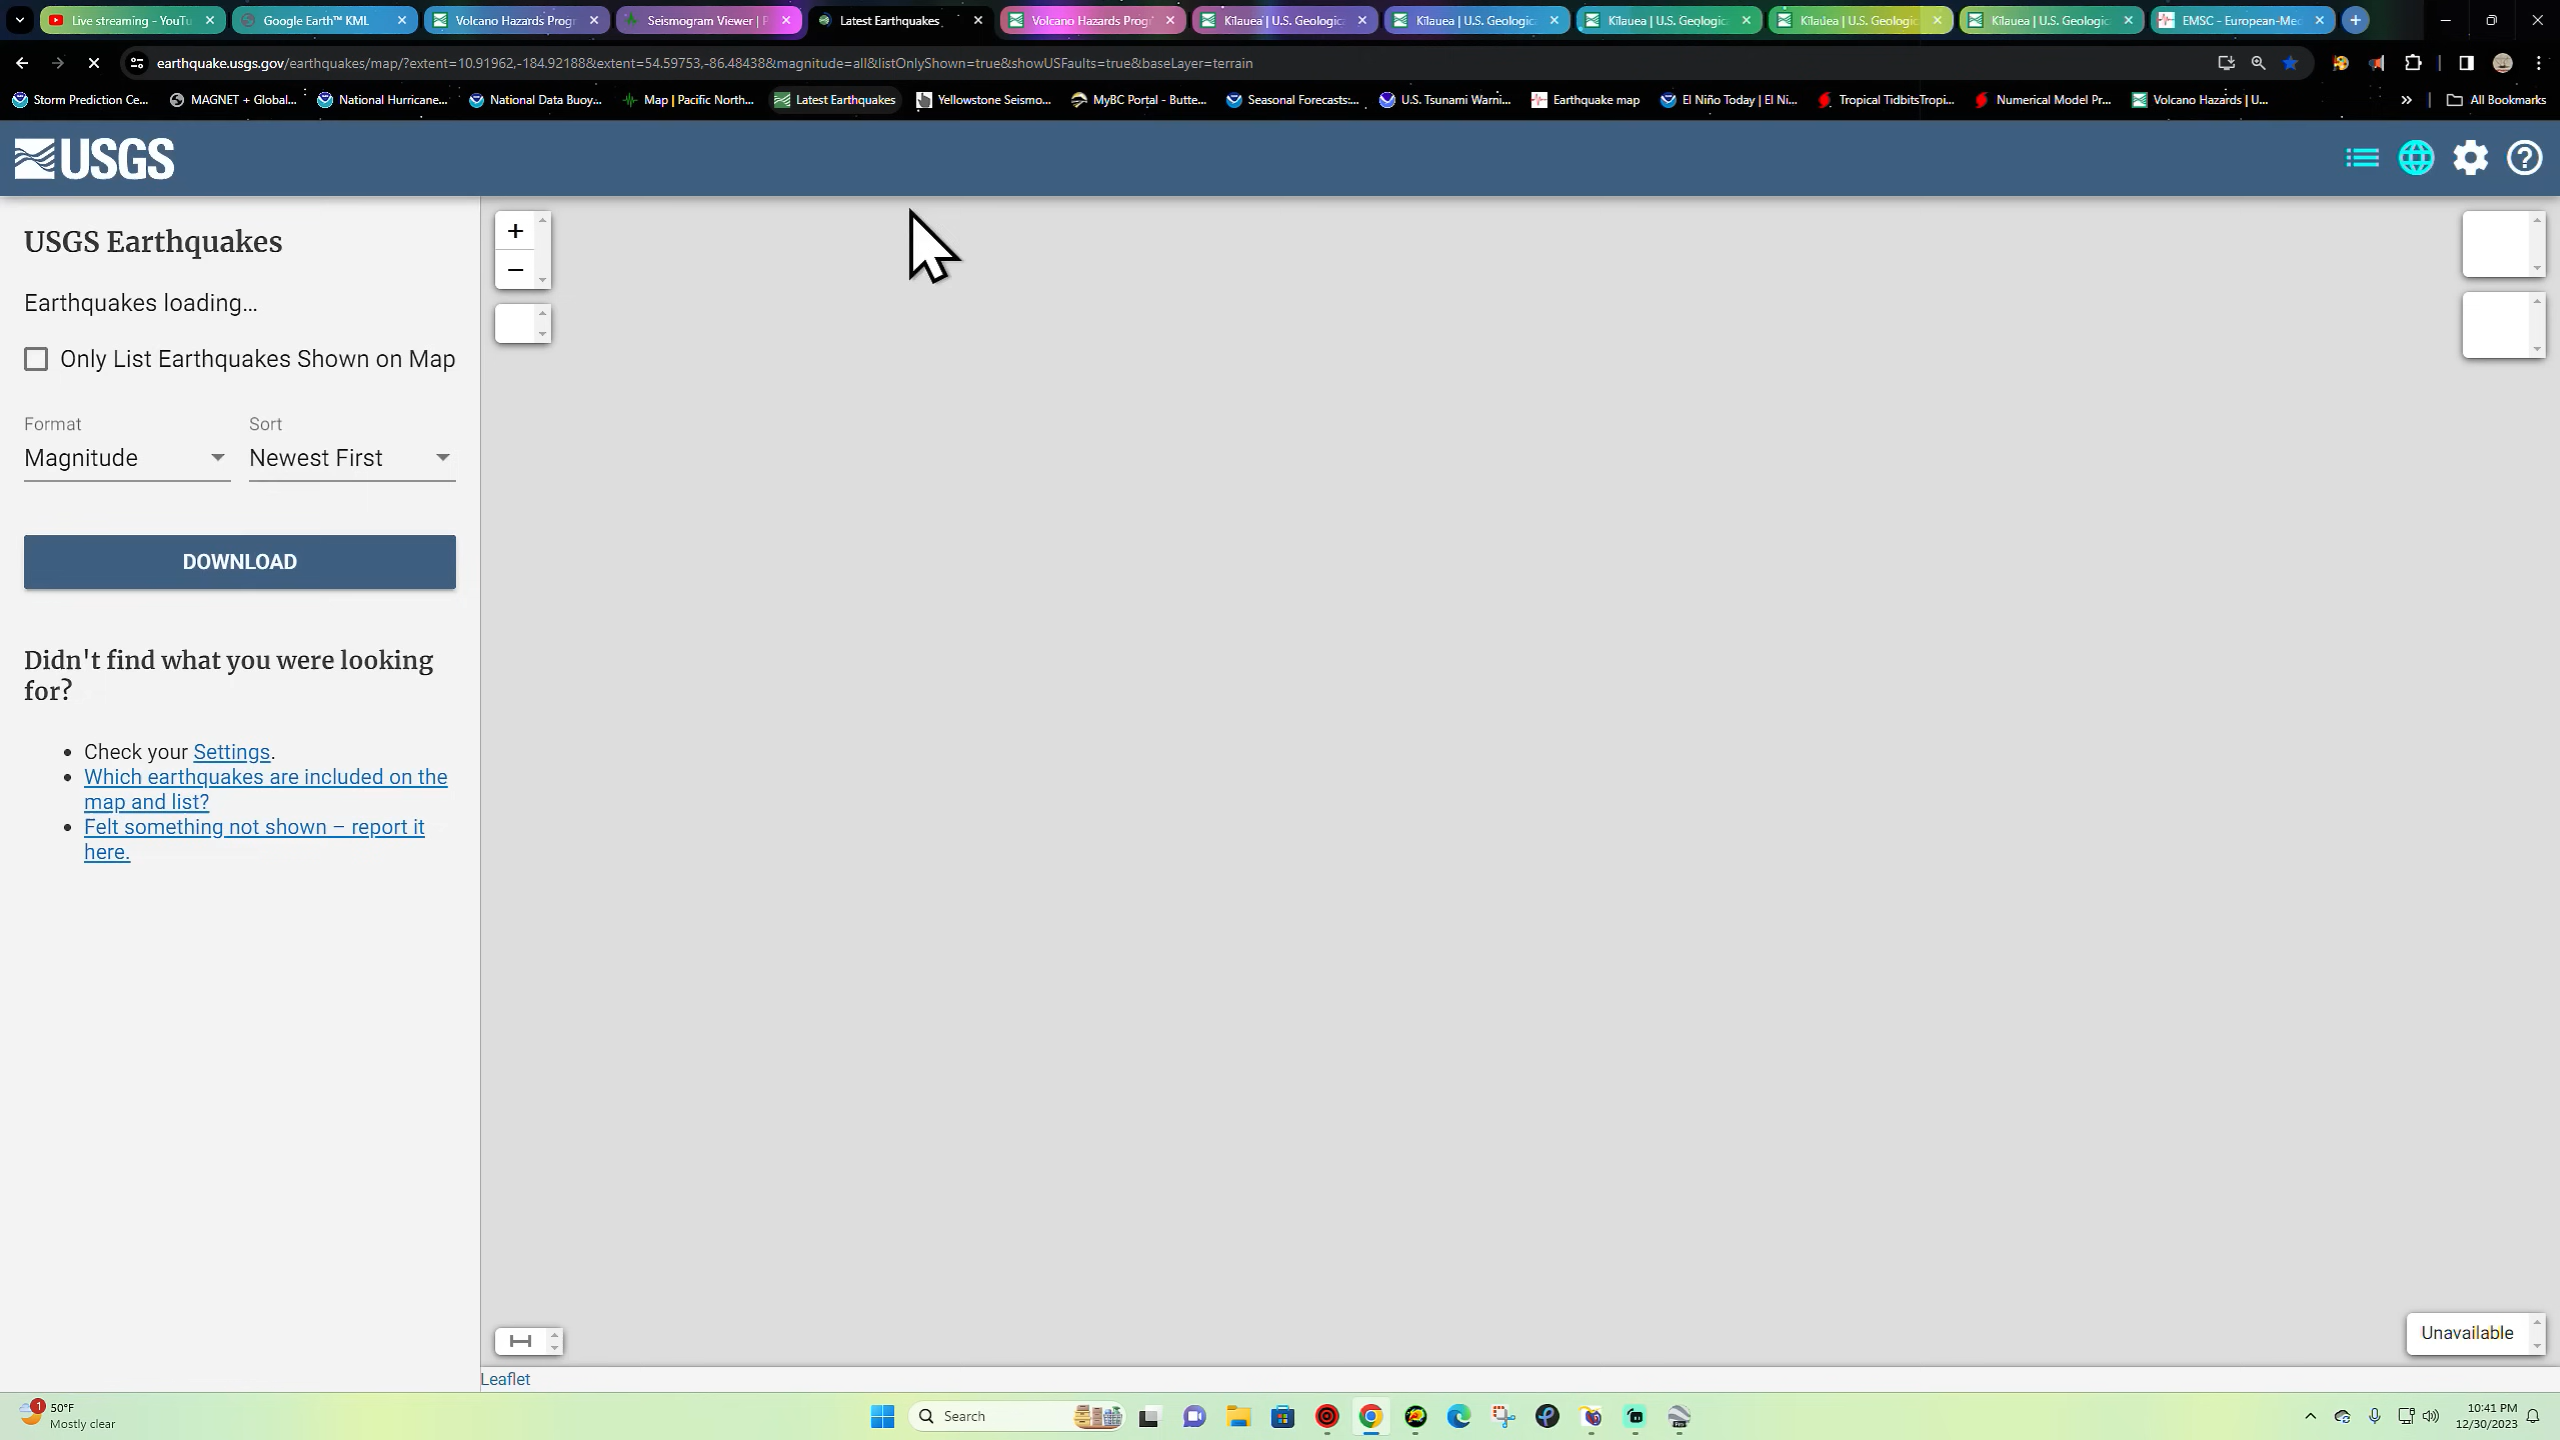 Live streaming - YouTu
Google Earth™ KML
Volcano Hazards Progr
Seismogram Viewer | P
Latest Earthquakes
Volcano Hazards Progr
Kīlauea | U.S. Geologic
Kīlauea | U.S. Geologic
Kīlauea | U.S. Geologic
Kīlauea | U.S. Geologic
Kīlauea | U.S. Geologic
EMSC - European-Med
earthquake.usgs.gov/earthquakes/map/?extent=10.91962,-184.92188&extent=54.59753,-86.48438&magnitude=all&listOnlyShown=true&showUSFaults=true&baseLayer=terrain
Storm Prediction Ce...
MAGNET + Global...
National Hurricane...
National Data Buoy...
Map | Pacific North...
Latest Earthquakes
Yellowstone Seismo...
MyBC Portal - Butte...
Seasonal Forecasts:...
U.S. Tsunami Warni...
Earthquake map
El Niño Today | El Ni...
Tropical TidbitsTropi...
Numerical Model Pr...
Volcano Hazards | U...
All Bookmarks
USGS
USGS Earthquakes
Earthquakes loading...
Only List Earthquakes Shown on Map
Format
Sort
Magnitude
Newest First
DOWNLOAD
Didn't find what you were looking
for?
Check your Settings.
Which earthquakes are included on the
map and list?
Felt something not shown – report it
here.
Unavailable
Leaflet
1
50°F
Mostly clear
Search
10:41 PM
12/30/2023